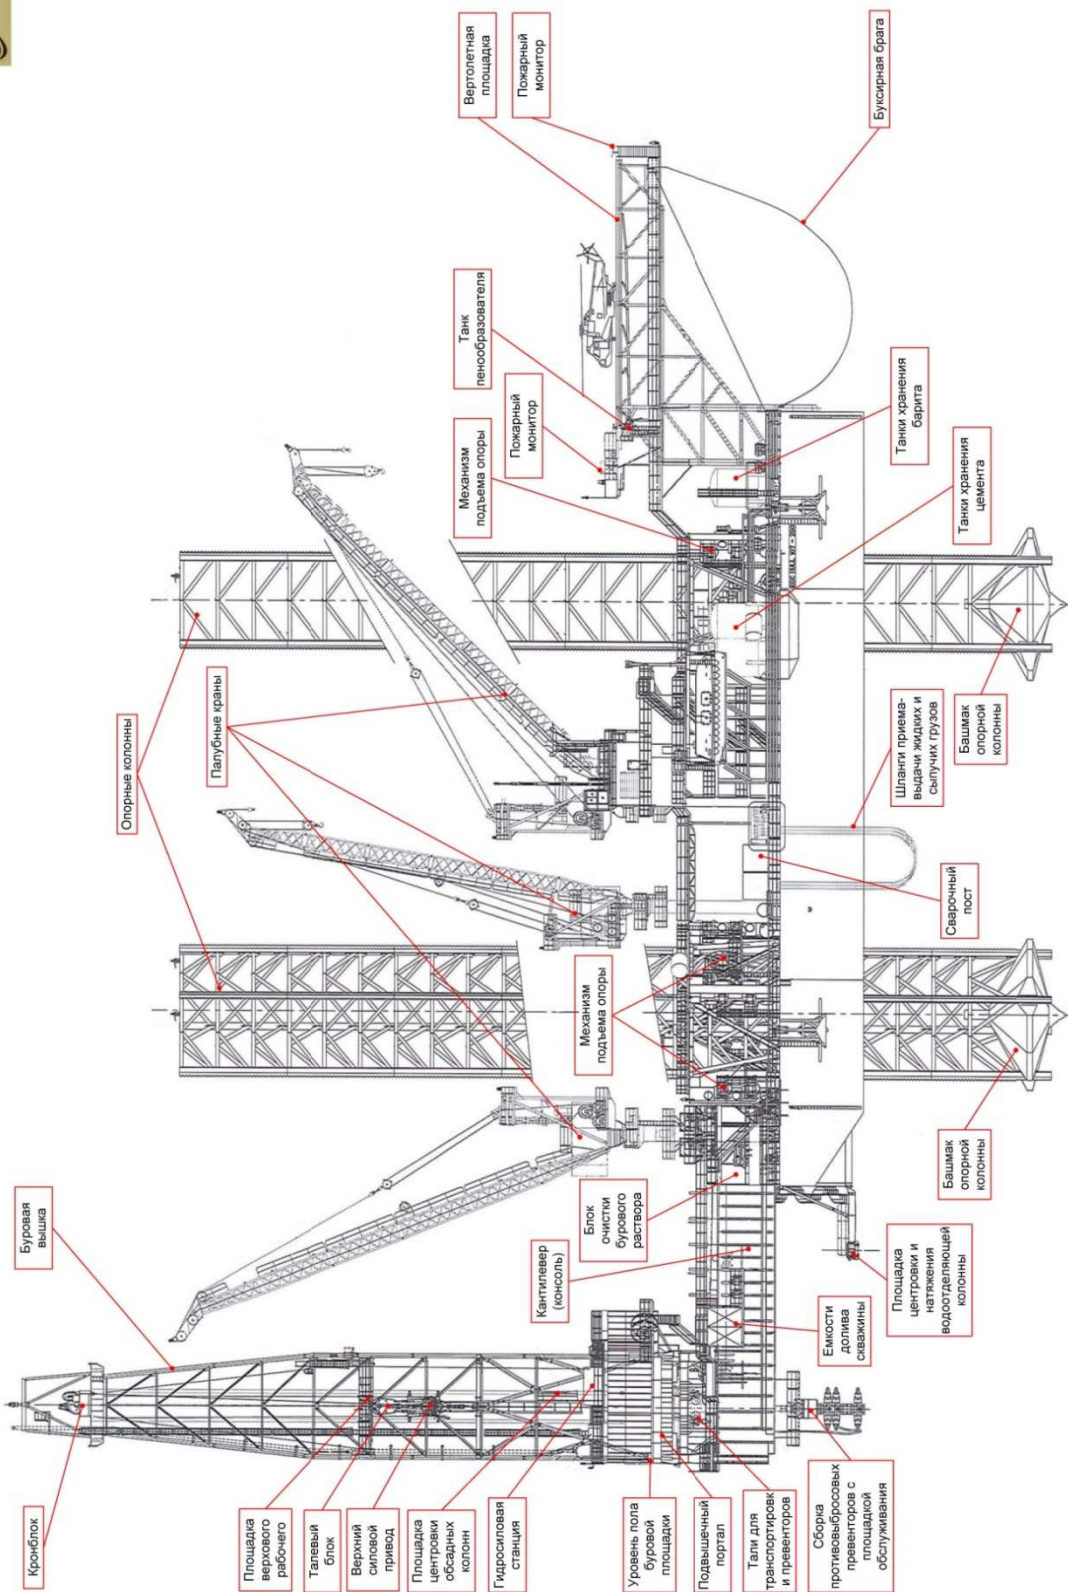 Кронблок
Буровая
вышка
Опорные колонны
Палубные краны
Вертолетная
площадка
Пожарный
монитор
Танк
пенообразователя
Пожарный
монитор
Механизм
подъема опоры
Буксирная брага
Площадка
верхового
рабочего
Талевый
блок
Верхний
силовой
привод
Площадка
центровки
обсадных
колонн
Гидросиловая
станция
Кантилевер
(консоль)
Блок
очистки
бурового
раствора
Механизм
подъема опоры
Уровень пола
буровой
площадки
Подвышечный
портал
Тали для
транспортировк
и превенторов
Сборка
противовыбросовых
превенторов с
площадкой
обслуживания
Емкости
долива
скважины
Площадка
центровки и
натяжения
водоотделяющей
колонны
Башмак
опорной
колонны
Сварочный
пост
Шланги приема-
выдачи жидких и
сыпучих грузов
Башмак
опорной
колонны
Танки хранения
цемента
Танки хранения
барита